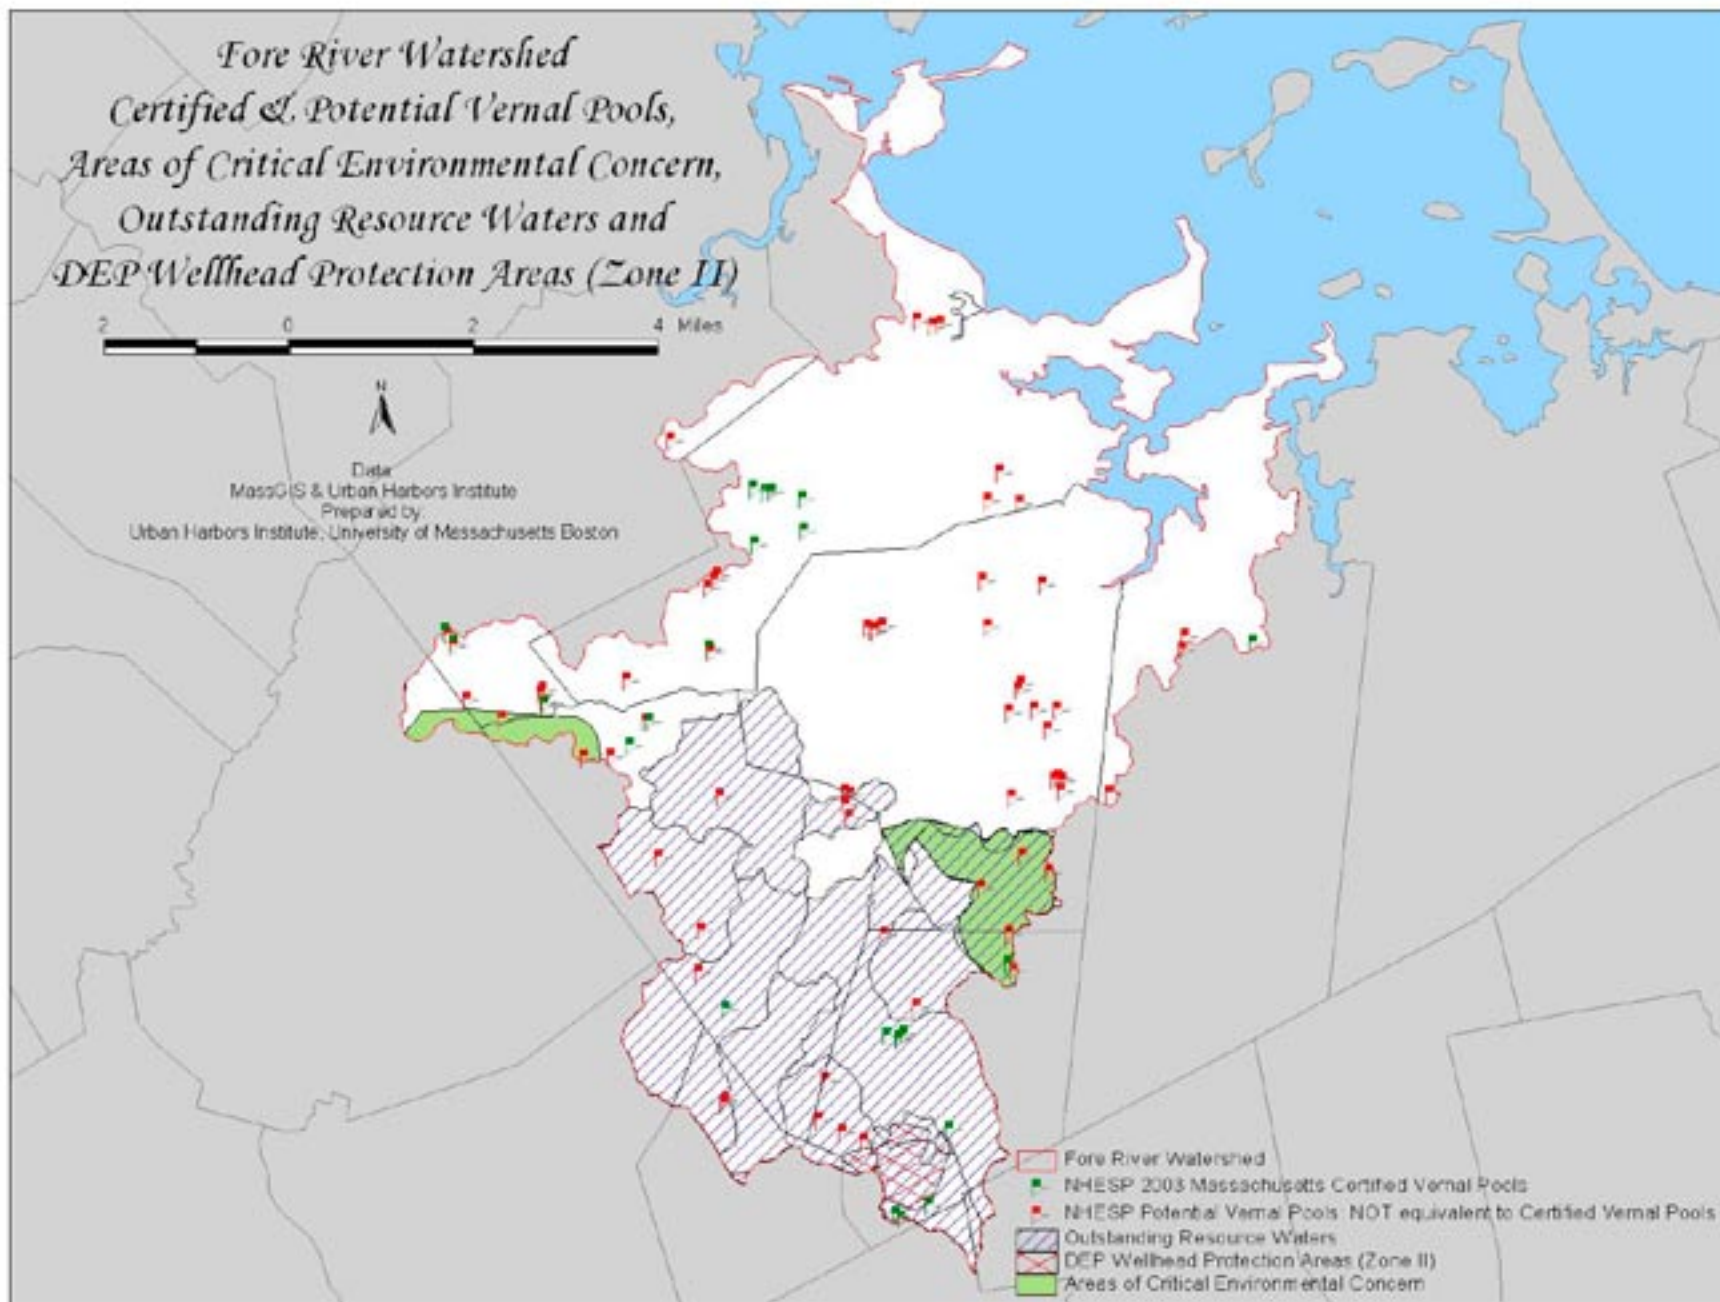 Fore River Watershed
Certified & Potential Vernal Pools,
Areas of Critical Environmental Concern,
Outstanding Resource Waters and
DEP Wellhead Protection Areas (Zone II)
2 0 2 4 Miles
N
Data
MassGIS & Urban Harbors Institute
Prepared by:
Urban Harbors Institute, University of Massachusetts Boston
Fore River Watershed
NHESP 2003 Massachusetts Certified Vernal Pools
NHESP Potential Vernal Pools NOT equivalent to Certified Vernal Pools
Outstanding Resource Waters
DEP Wellhead Protection Areas (Zone II)
Areas of Critical Environmental Concern